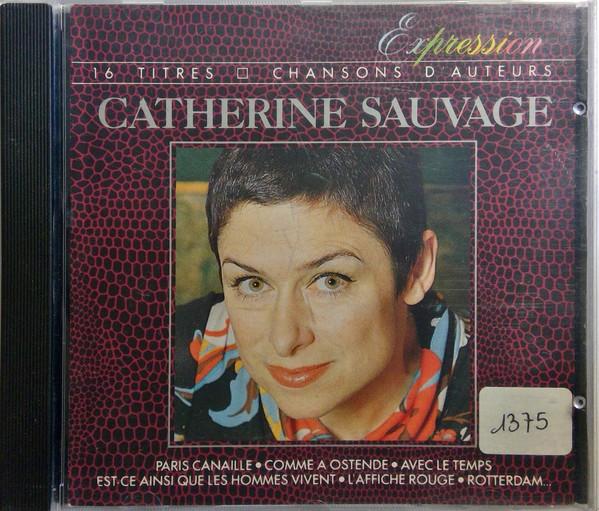 Expression
16 TITRES □ CHANSONS D'AUTEURS
CATHERINE SAUVAGE
1375
PARIS CANAILLE • COMME A OSTENDE • AVEC LE TEMPS
EST-CE AINSI QUE LES HOMMES VIVENT • L'AFFICHE ROUGE • ROTTERDAM...